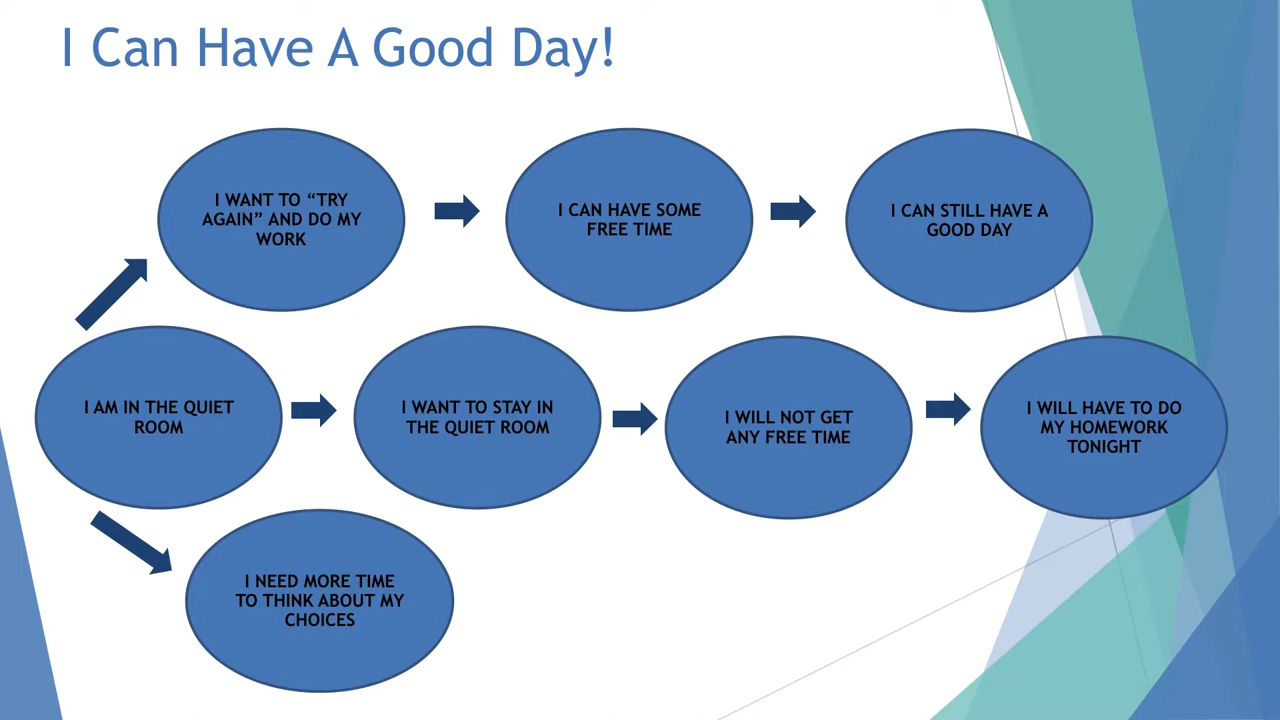 I Can Have A Good Day!
I WANT TO “TRY
AGAIN” AND DO MY
WORK
I CAN HAVE SOME
FREE TIME
I CAN STILL HAVE A
GOOD DAY
I AM IN THE QUIET
ROOM
I WANT TO STAY IN
THE QUIET ROOM
I WILL NOT GET
ANY FREE TIME
I WILL HAVE TO DO
MY HOMEWORK
TONIGHT
I NEED MORE TIME
TO THINK ABOUT MY
CHOICES